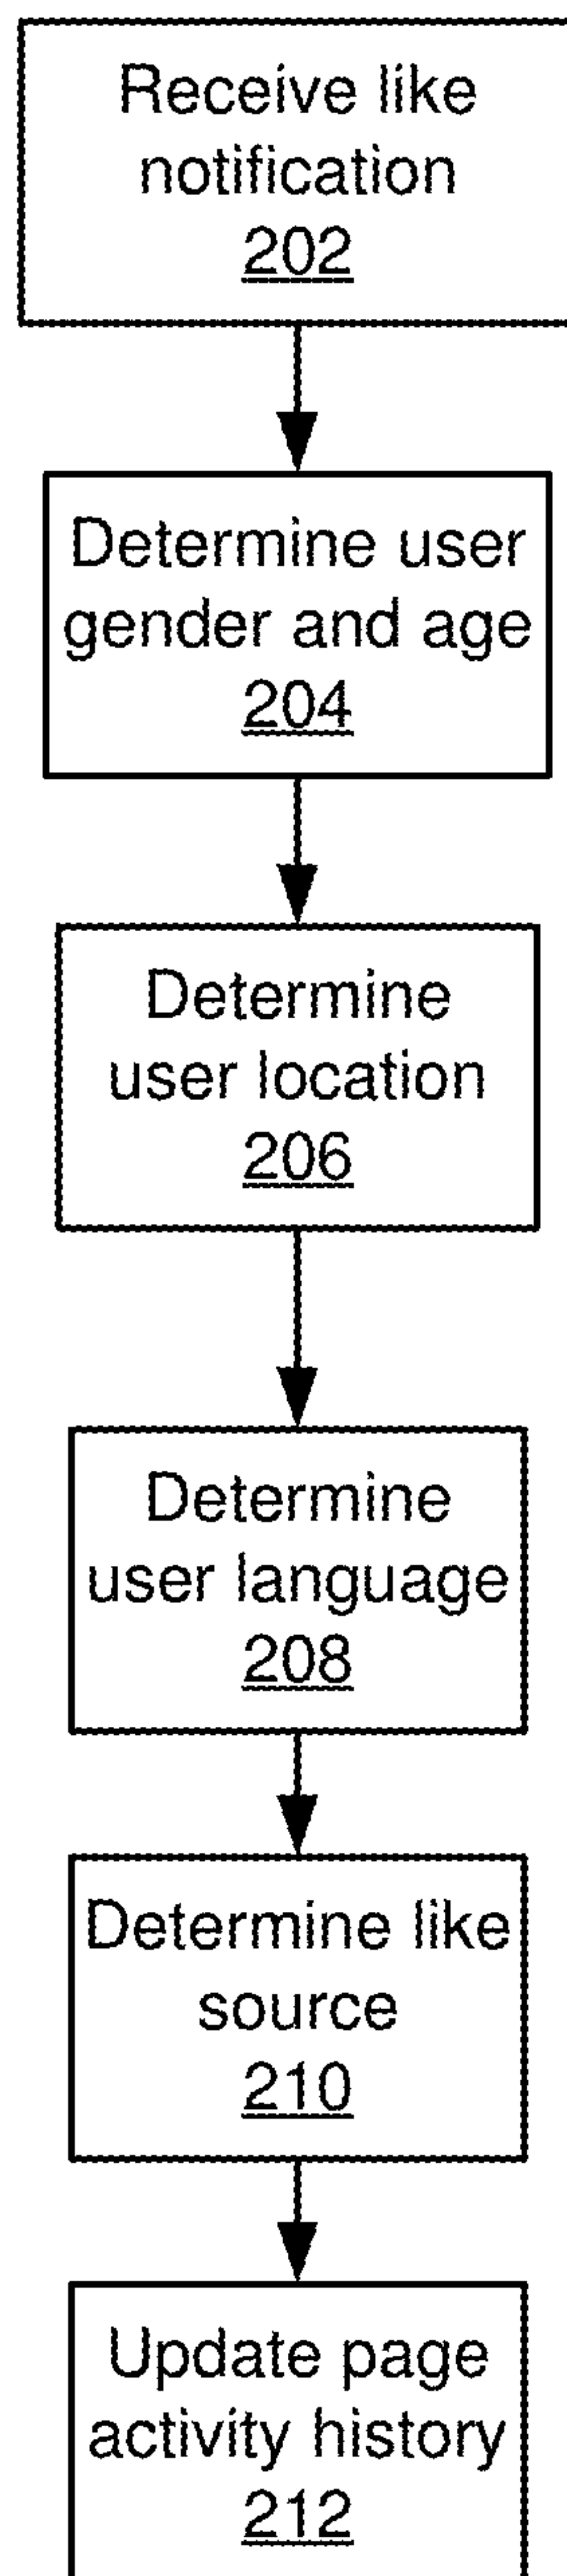 Receive like
notification
202
Determine user
gender and age
204
Determine
user location
206
Determine
user language
208
Determine like
source
210
Update page
activity history
212